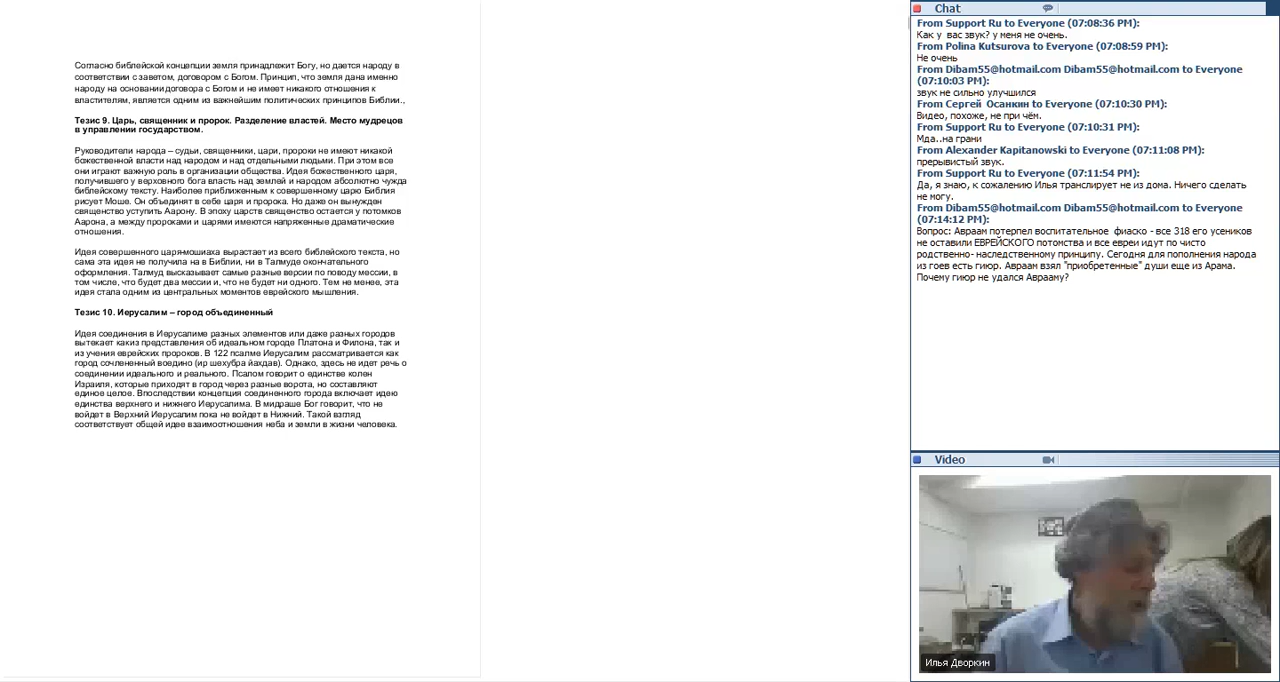 Согласно библейской концепции земля принадлежит Богу, но дается народу в
соответствии с заветом, договором с Богом. Принцип, что земля дана именно
народу на основании договора с Богом и не имеет никакого отношения к
властителям, является одним из важнейшим политических принципов Библии.,
Тезис 9. Царь, священник и пророк. Разделение властей. Место мудрецов
в управлении государством.
Руководители народа – судьи, священники, цари, пророки не имеют никакой
божественной власти над народом и над отдельными людьми. При этом все
они играют важную роль в организации общества. Идея божественного царя,
получившего у верховного бога власть над землей и народом абсолютно чужда
библейскому тексту. Наиболее приближенным к совершенному царю Библия
рисует Моше. Он объединят в себе царя и пророка. Но даже он вынужден
священство уступить Аарону. В эпоху царств священство остается у потомков
Аарона, а между пророками и царями имеются напряженные драматические
отношения.
Идея совершенного царя-мошиаха вырастает из всего библейского текста, но
сама эта идея не получила на в Библии, ни в Талмуде окончательного
оформления. Талмуд высказывает самые разные версии по поводу мессии, в
том числе, что будет два мессии и, что не будет ни одного. Тем не менее, эта
идея стала одним из центральных моментов еврейского мышления.
Тезис 10. Иерусалим – город объединенный
Идея соединения в Иерусалиме разных элементов или даже разных городов
вытекает какиз представления об идеальном городе Платона и Филона, так и
из учения еврейских пророков. В 122 псалме Иерусалим рассматривается как
город сочлененный воедино (ир шехубра йахдав). Однако, здесь не идет речь о
соединении идеального и реального. Псалом говорит о единстве колен
Израиля, которые приходят в город через разные ворота, но составляют
единое целое. Впоследствии концепция соединенного города включает идею
единства верхнего и нижнего Иерусалима. В мидраше Бог говорит, что не
войдет в Верхний Иерусалим пока не войдет в Нижний. Такой взгляд
соответствует общей идее взаимоотношения неба и земли в жизни человека.
Chat
From Support Ru to Everyone (07:08:36 PM):
Как у вас звук? у меня не очень.
From Polina Kutsurova to Everyone (07:08:59 PM):
Не очень
From Dibam55@hotmail.com Dibam55@hotmail.com to Everyone
(07:10:03 PM):
звук не сильно улучшился
From Сергей Осанкин to Everyone (07:10:30 PM):
Видео, похоже, не при чём.
From Support Ru to Everyone (07:10:31 PM):
Мда..на грани
From Alexander Kapitanowski to Everyone (07:11:08 PM):
прерывистый звук.
From Support Ru to Everyone (07:11:54 PM):
Да, я знаю, к сожалению Илья транслирует не из дома. Ничего сделать
не могу.
From Dibam55@hotmail.com Dibam55@hotmail.com to Everyone
(07:14:12 PM):
Вопрос: Авраам потерпел воспитательное фиаско - все 318 его усеников
не оставили ЕВРЕЙСКОГО потомства и все евреи идут по чисто
родственно- наследственному принципу. Сегодня для пополнения народа
из гоев есть гиюр. Авраам взял "приобретенные" души еще из Арама.
Почему гиюр не удался Аврааму?
Video
Илья Дворкин